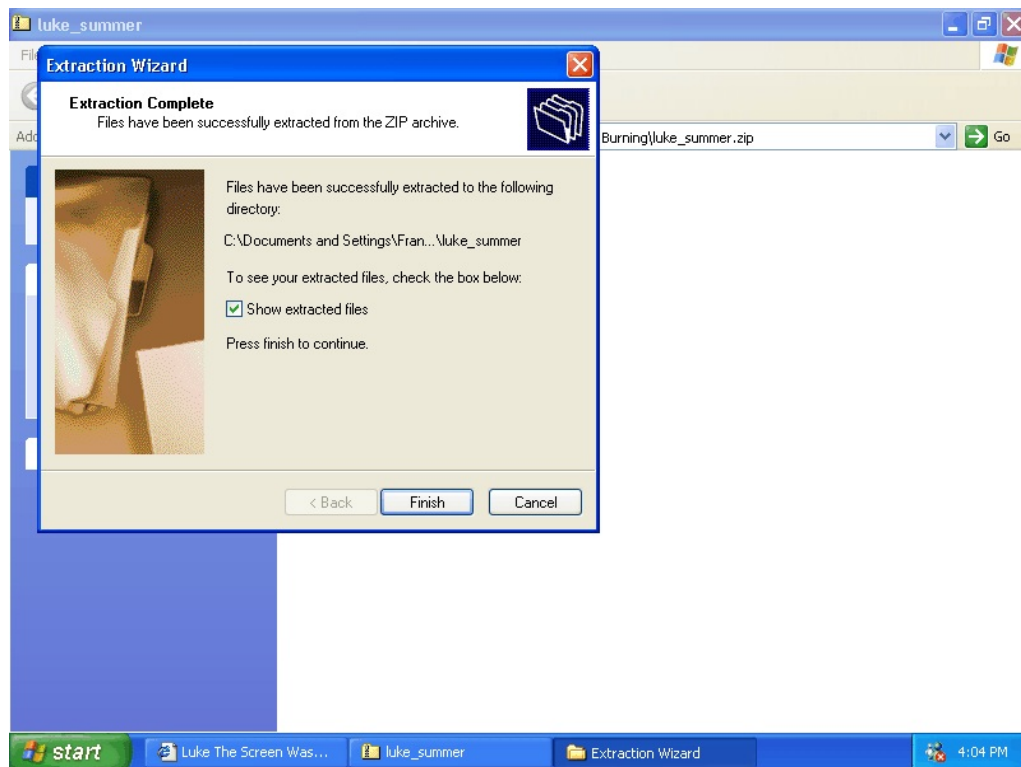 luke_summer
File
Extraction Wizard
Extraction Complete
Files have been successfully extracted from the ZIP archive.
Burning\luke_summer.zip
Go
Files have been successfully extracted to the following
directory:
C:\Documents and Settings\Fran...\luke_summer
To see your extracted files, check the box below:
Show extracted files
Press finish to continue.
< Back Finish Cancel
start Luke The Screen Was... luke_summer Extraction Wizard 4:04 PM